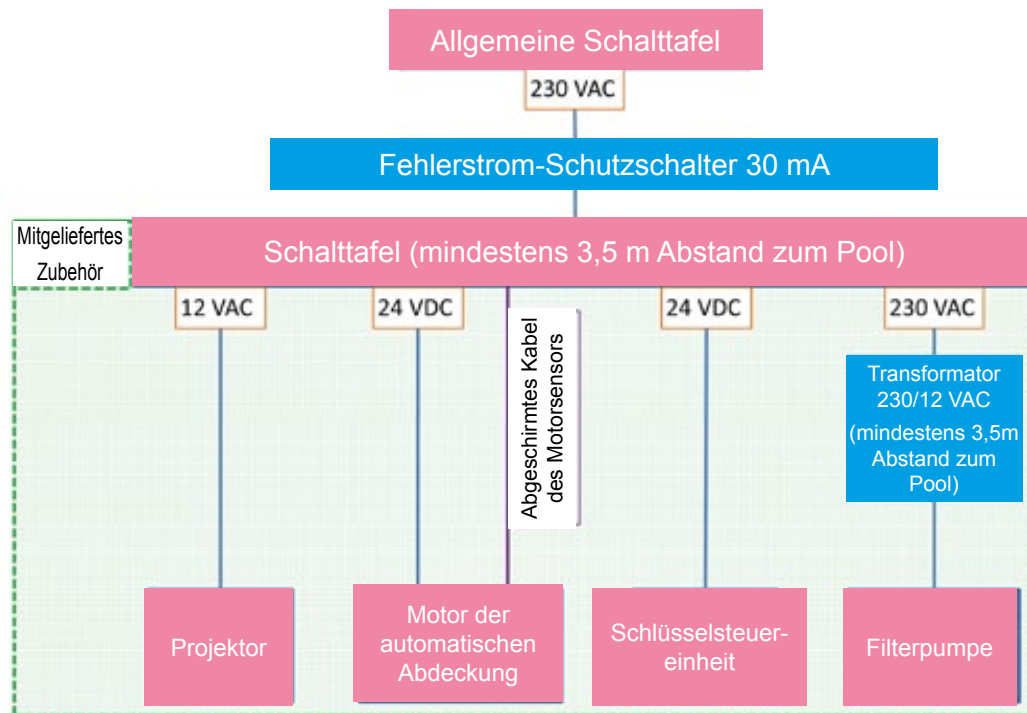 Allgemeine Schalttafel
230 VAC
Fehlerstrom-Schutzschalter 30 mA
Mitgeliefertes
Zubehör
Schalttafel (mindestens 3,5 m Abstand zum Pool)
12 VAC
24 VDC
Abgeschirmtes Kabel
des Motorsensors
24 VDC
230 VAC
Transformator
230/12 VAC
(mindestens 3,5m
Abstand zum
Pool)
Projektor
Motor der
automatischen
Abdeckung
Schlüsselsteuer-
einheit
Filterpumpe